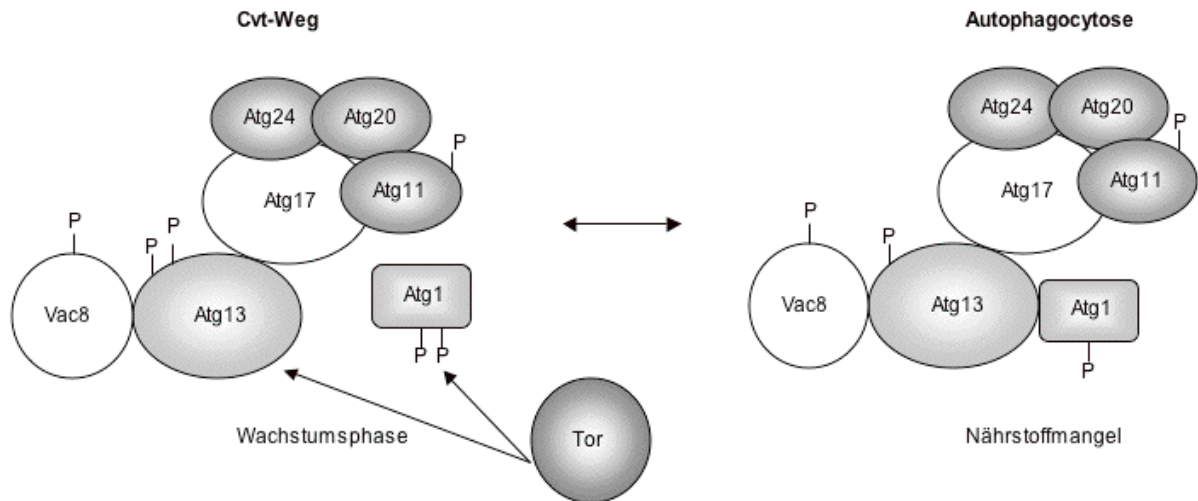 Cvt-Weg
Autophagocytose
Atg24
Atg20
P
Atg11
Atg17
P
P
P
Vac8
Atg13
Atg1
P P
Tor
Wachstumsphase
Atg24
Atg20
P
Atg11
Atg17
P
P
Vac8
Atg13
Atg1
P
Nährstoffmangel